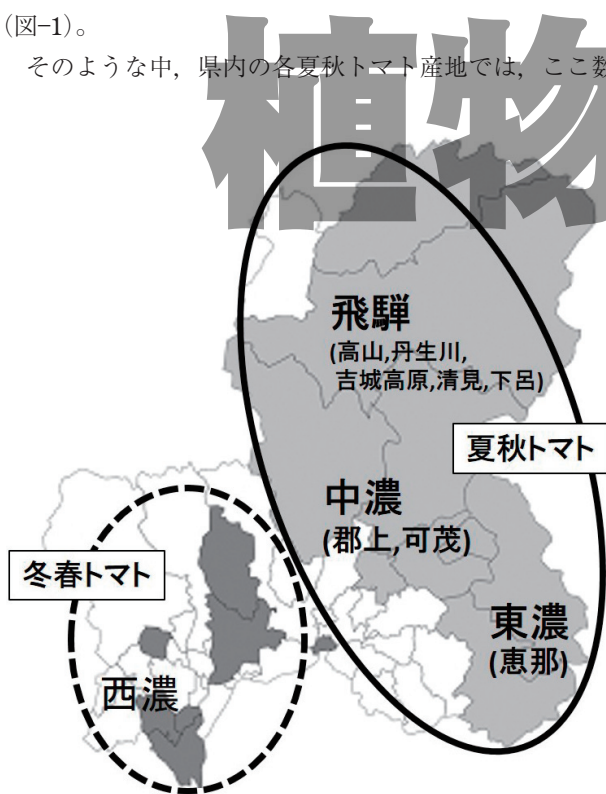 （図−1）。
そのような中，県内の各夏秋トマト産地では，ここ数
植物
飛騨
(高山,丹生川,
吉城高原,清見,下呂)
夏秋トマト
中濃
(郡上,可茂)
冬春トマト
東濃
(恵那)
西濃